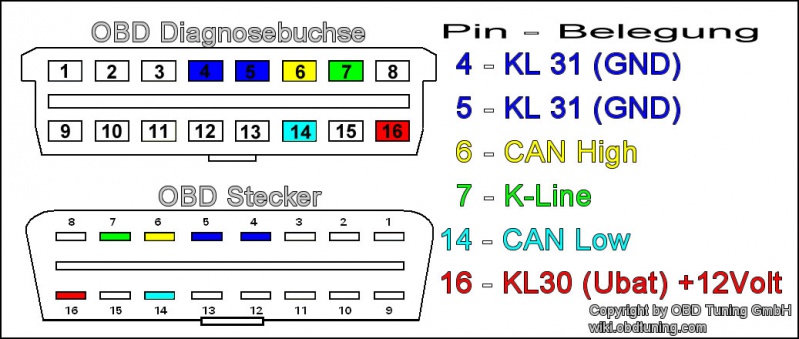 OBD Diagnosebuchse
1 2 3 4 5 6 7 8
9 10 11 12 13 14 15 16
OBD Stecker
8 7 6 5 4 3 2 1
16 15 14 13 12 11 10 9
Pin - Belegung
4 - KL 31 (GND)
5 - KL 31 (GND)
6 - CAN High
7 - K-Line
14 - CAN Low
16 - KL30 (Ubat) +12Volt
Copyright by OBD Tuning GmbH
wiki.obdtuning.com